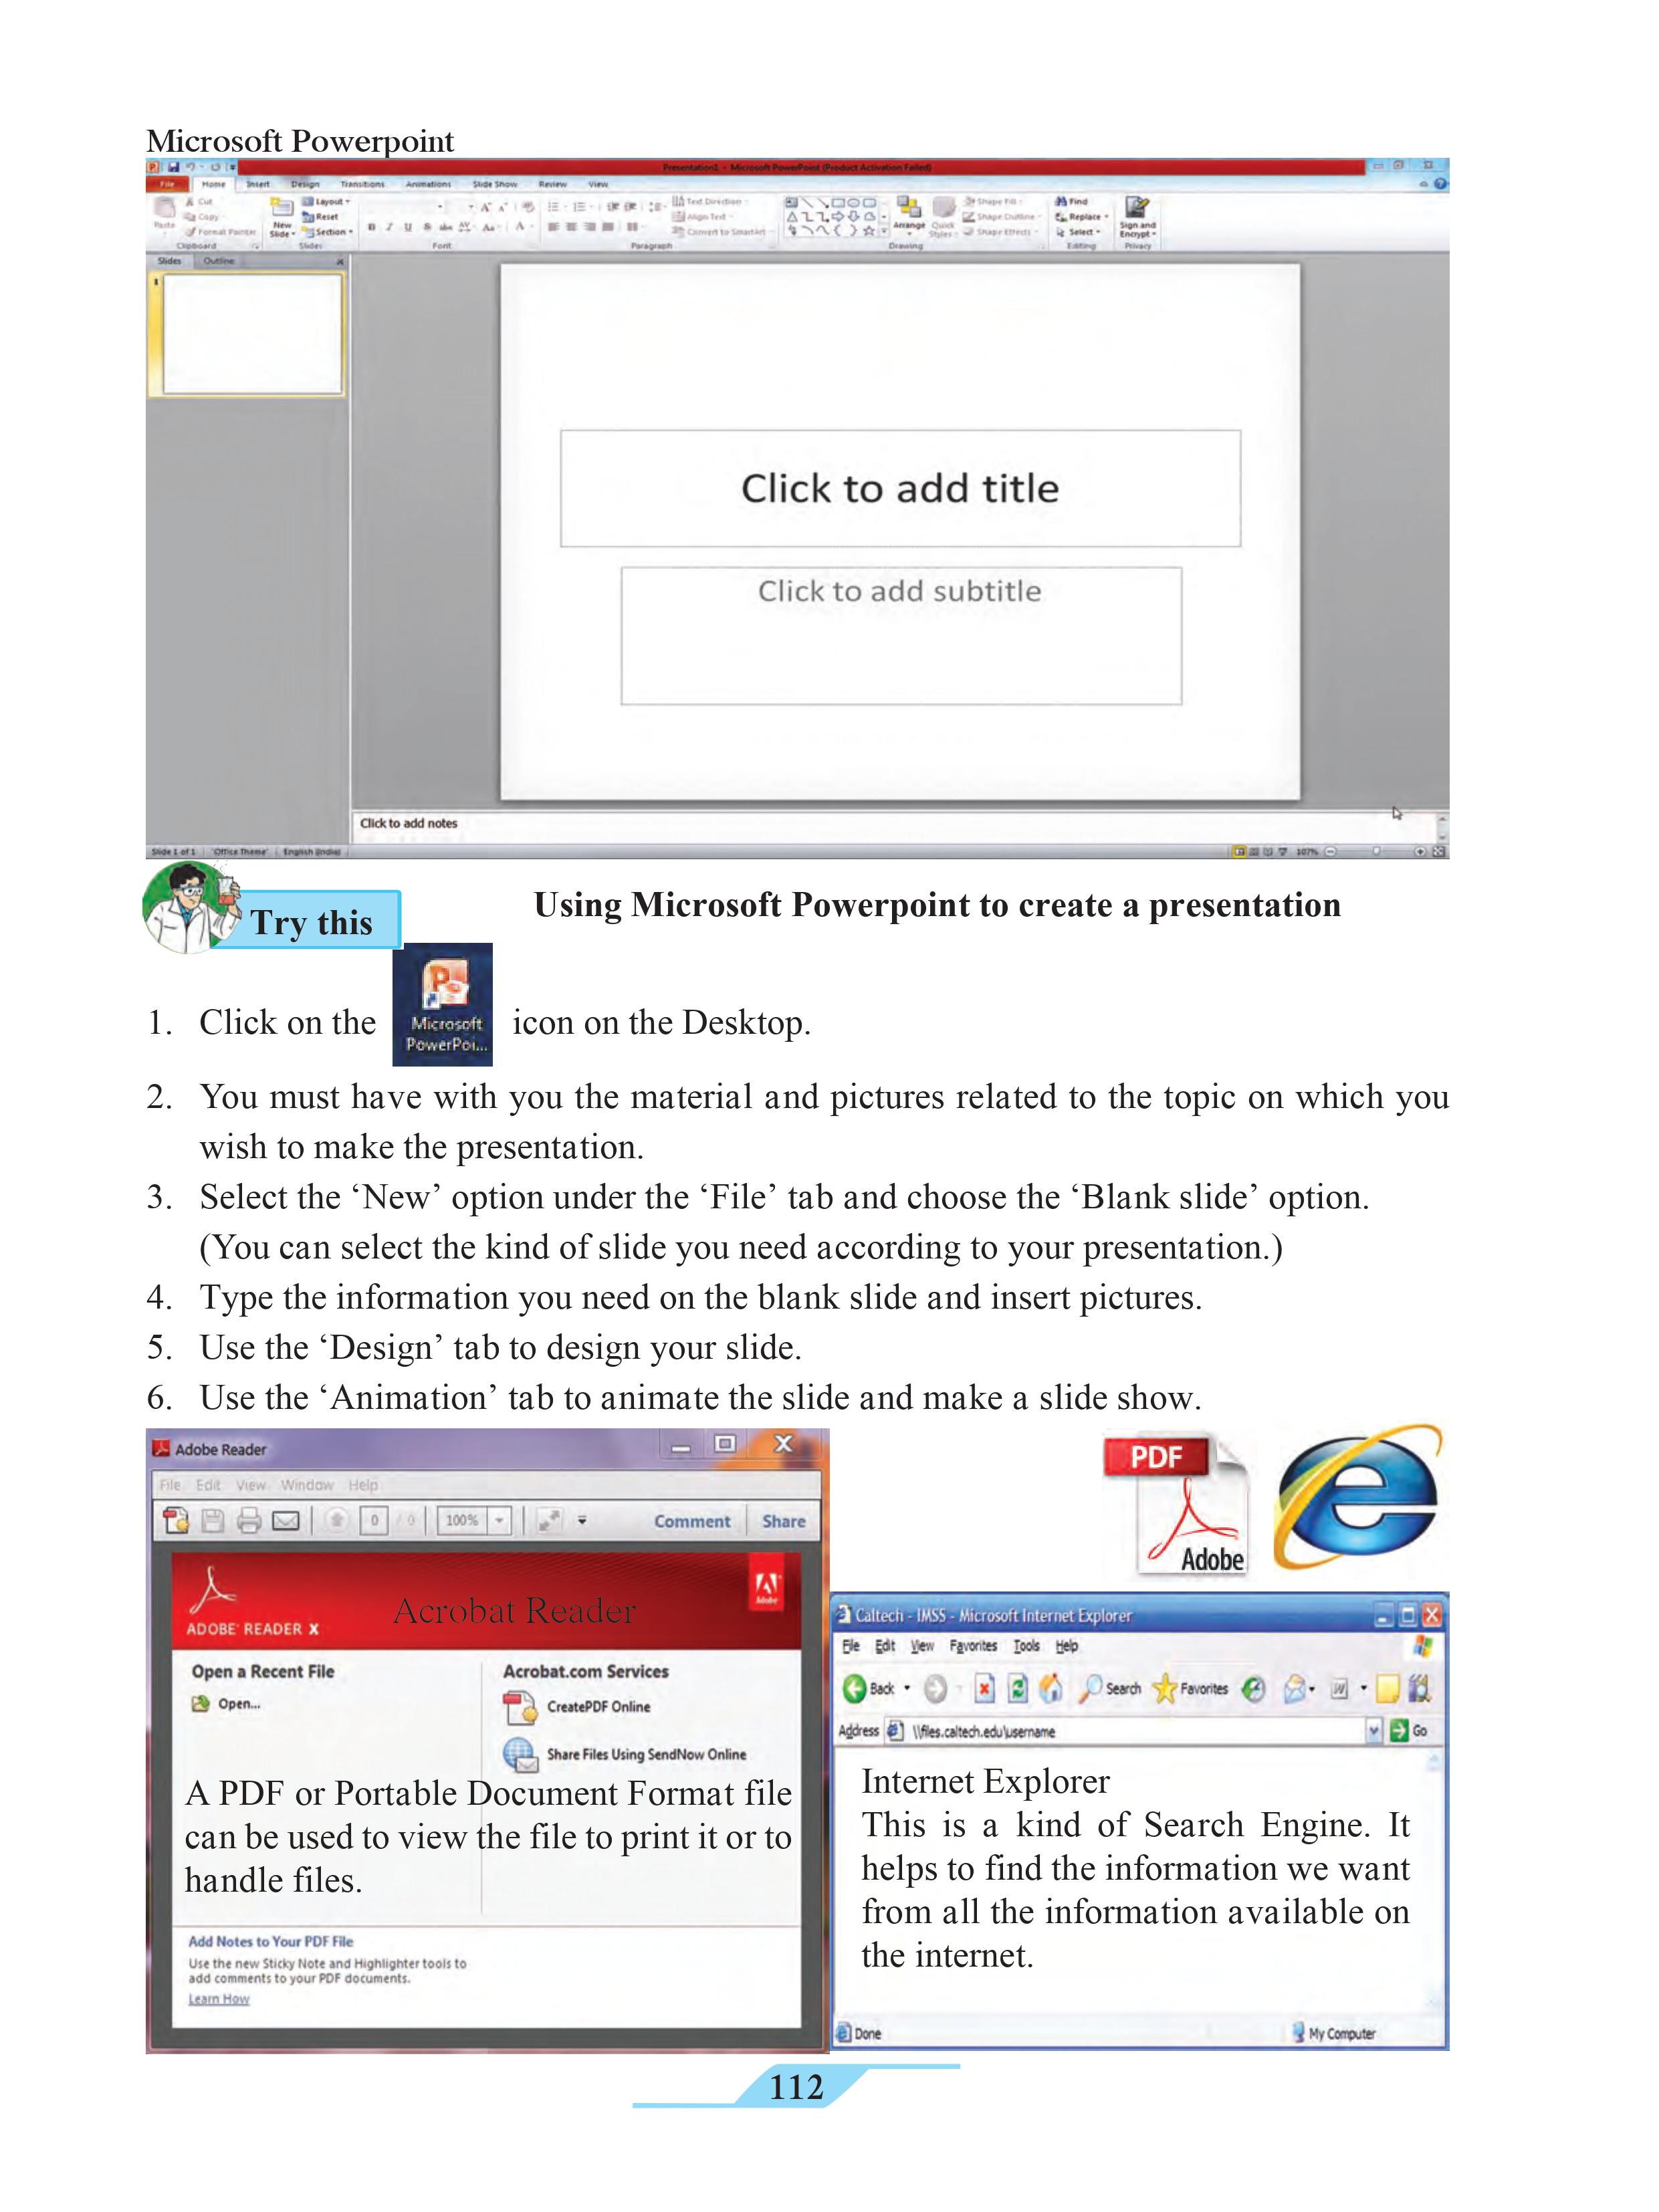 Microsoft Powerpoint
Presentation1 - Microsoft PowerPoint (Product Activation Failed)
File Home Insert Design Transitions Animations Slide Show Review View
Paste Cut Copy Format Painter
Clipboard
New Slide Layout Reset Section
Slides
Font
Text Direction Align Text Convert to SmartArt
Paragraph
Arrange Quick Styles Shape Fill Shape Outline Shape Effects
Drawing
Find Replace Select
Editing
Sign and Encrypt
Privacy
Slides Outline
1
Click to add title
Click to add subtitle
Click to add notes
Slide 1 of 1 "Office Theme" English (India) 107%
Try this
Using Microsoft Powerpoint to create a presentation
1. Click on the Microsoft PowerPoi... icon on the Desktop.
2. You must have with you the material and pictures related to the topic on which you
wish to make the presentation.
3. Select the ‘New’ option under the ‘File’ tab and choose the ‘Blank slide’ option.
(You can select the kind of slide you need according to your presentation.)
4. Type the information you need on the blank slide and insert pictures.
5. Use the ‘Design’ tab to design your slide.
6. Use the ‘Animation’ tab to animate the slide and make a slide show.
Adobe Reader
File Edit View Window Help
0 / 0 100% Comment Share
ADOBE® READER X
Acrobat Reader
Adobe
Open a Recent File
Open...
Acrobat.com Services
CreatePDF Online
Share Files Using SendNow Online
A PDF or Portable Document Format file
can be used to view the file to print it or to
handle files.
Add Notes to Your PDF File
Use the new Sticky Note and Highlighter tools to
add comments to your PDF documents.
Learn How
PDF
Adobe
e
Caltech - IMSS - Microsoft Internet Explorer
File Edit View Favorites Tools Help
Back Search Favorites
Address \\files.caltech.edu\username Go
Internet Explorer
This is a kind of Search Engine. It
helps to find the information we want
from all the information available on
the internet.
Done My Computer
112